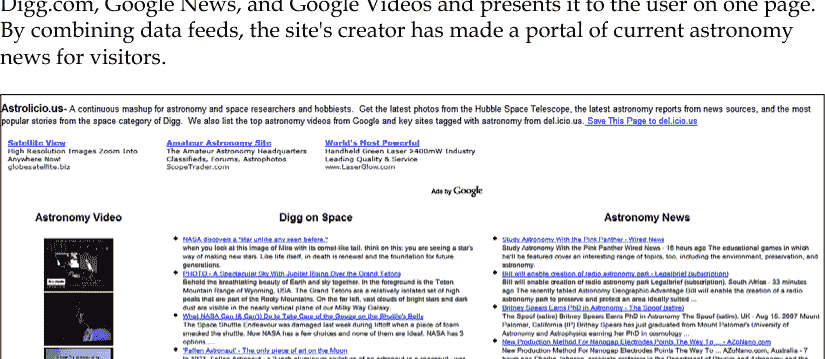 Digg.com, Google News, and Google Videos and presents it to the user on one page.
By combining data feeds, the site's creator has made a portal of current astronomy
news for visitors.
Astrolicio.us- A continuous mashup for astronomy and space researchers and hobbiests. Get the latest photos from the Hubble Space Telescope, the latest astronomy reports from news sources, and the most
popular stories from the space category of Digg. We also list the top astronomy videos from Google and key sites tagged with astronomy from del.icio.us. Save This Page to del.icio.us
Satellite View
High Resolution Images Zoom Into
Anywhere Now!
globesatellite.biz
Amateur Astronomy Site
The Amateur Astronomy Headquarters
Classifieds, Forums, Astrophotos
ScopeTrader.com
World's Most Powerful
Handheld Green Laser >400mW Industry
Leading Quality & Service
www.LaserGlow.com
Ads by Google
Astronomy Video
Digg on Space
NASA discovers a "star unlike any seen before."
when you look at this image of Mira with its comet-like tail, think on this: you are seeing a star's
way of making new stars. Like life itself, in death is renewal and the foundation for future
generations.
PHOTO - A Spectacular Sky With Jupiter Rising Over the Grand Tetons
Behold the breathtaking beauty of Earth and sky together. In the foreground is the Teton
Mountain Range of Wyoming, USA. The Grand Tetons are a relatively isolated set of high
peaks that are part of the Rocky Mountains. On the far left, vast clouds of bright stars and dark
dust are visible in the nearly vertical plane of our Milky Way Galaxy.
What NASA Can (& Can't) Do to Take Care of the Gouge on the Shuttle's Belly
The Space Shuttle Endeavour was damaged last week during liftoff when a piece of foam
smacked the shuttle. Now NASA has a few choices and none of them are ideal. NASA has 3
options....
'Fallen Astronaut' - The only piece of art on the Moon
Astronomy News
Study Astronomy With the Pink Panther - Wired News
Study Astronomy With the Pink Panther Wired News - 16 hours ago The educational games in which
he'll be featured cover an interesting range of topics, too, including the environment, preservation, and
astronomy.
Bill will enable creation of radio astronomy park - Legalbrief (subscription)
Bill will enable creation of radio astronomy park Legalbrief (subscription), South Africa - 33 minutes
ago The recently tabled Astronomy Geographic Advantage Bill will enable the creation of a radio
astronomy park to preserve and protect an area ideally suited ...
Britney Spears Earns PhD in Astronomy - The Spoof (satire)
The Spoof (satire) Britney Spears Earns PhD in Astronomy The Spoof (satire), UK - Aug 15, 2007 Mount
Palomar, California (IP) Britney Spears has just graduated from Mount Palomar's University of
Astronomy and Astrophysics earning her PhD in cosmology ...
New Production Method For Nanogap Electrodes Points The Way To ... - AZoNano.com
New Production Method For Nanogap Electrodes Points The Way To ... AZoNano.com, Australia - 7